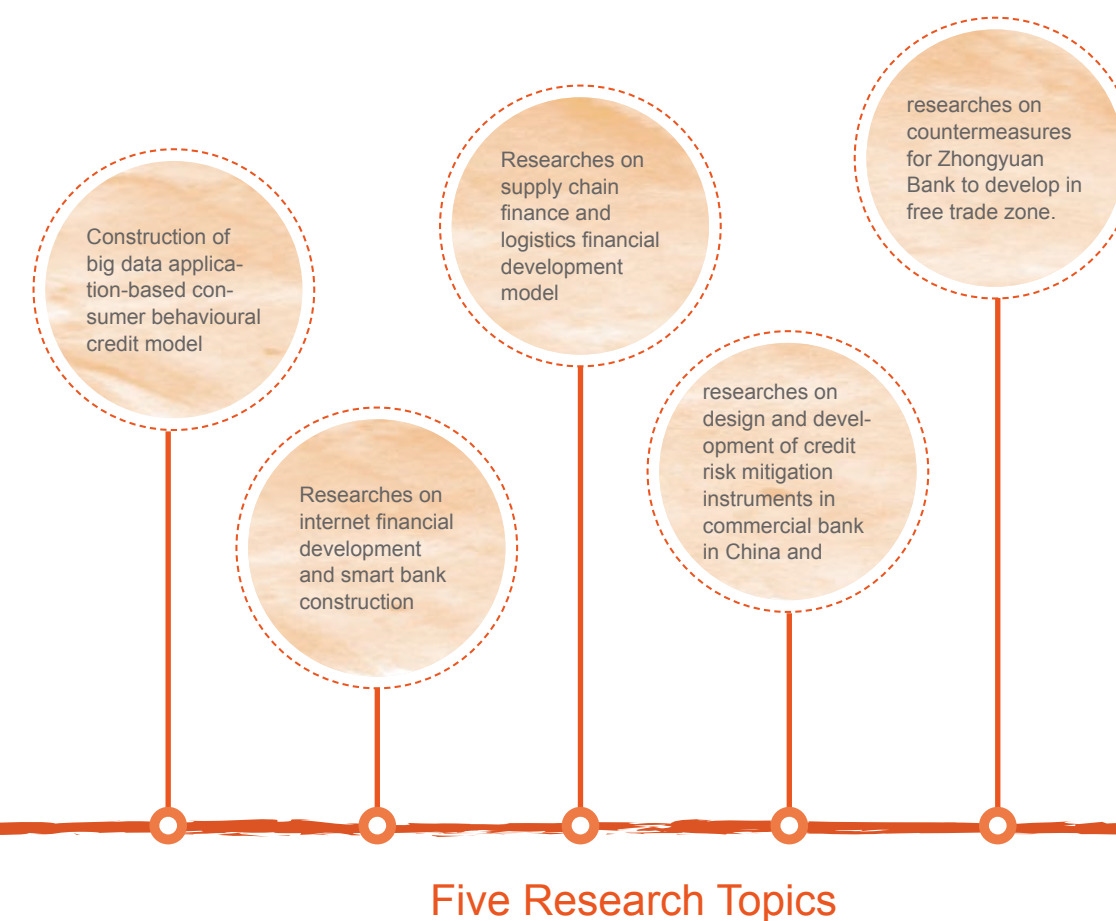 Construction of
big data applica-
tion-based con-
sumer behavioural
credit model
Researches on
internet financial
development
and smart bank
construction
Researches on
supply chain
finance and
logistics financial
development
model
researches on
design and devel-
opment of credit
risk mitigation
instruments in
commercial bank
in China and
researches on
countermeasures
for Zhongyuan
Bank to develop in
free trade zone.
Five Research Topics